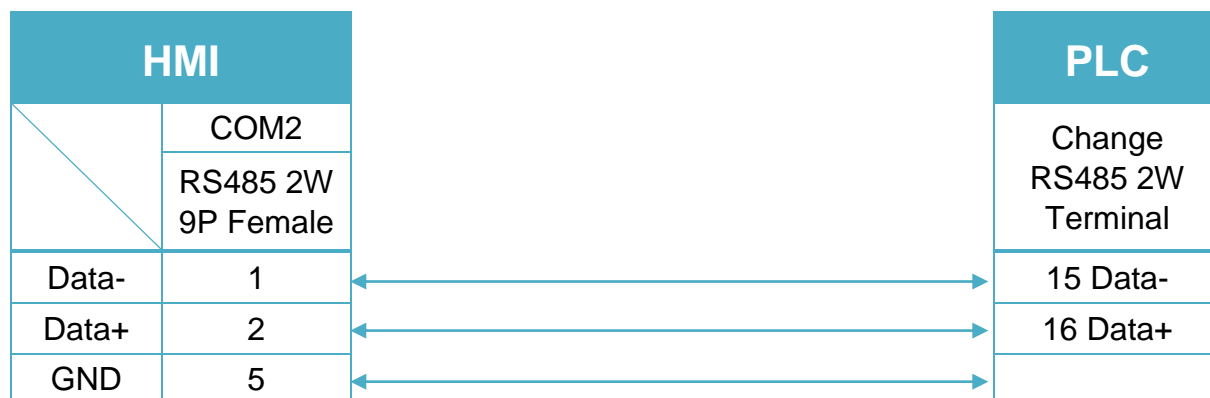 HMI
PLC
COM2
RS485 2W
9P Female
Change
RS485 2W
Terminal
Data-
1
15 Data-
Data+
2
16 Data+
GND
5